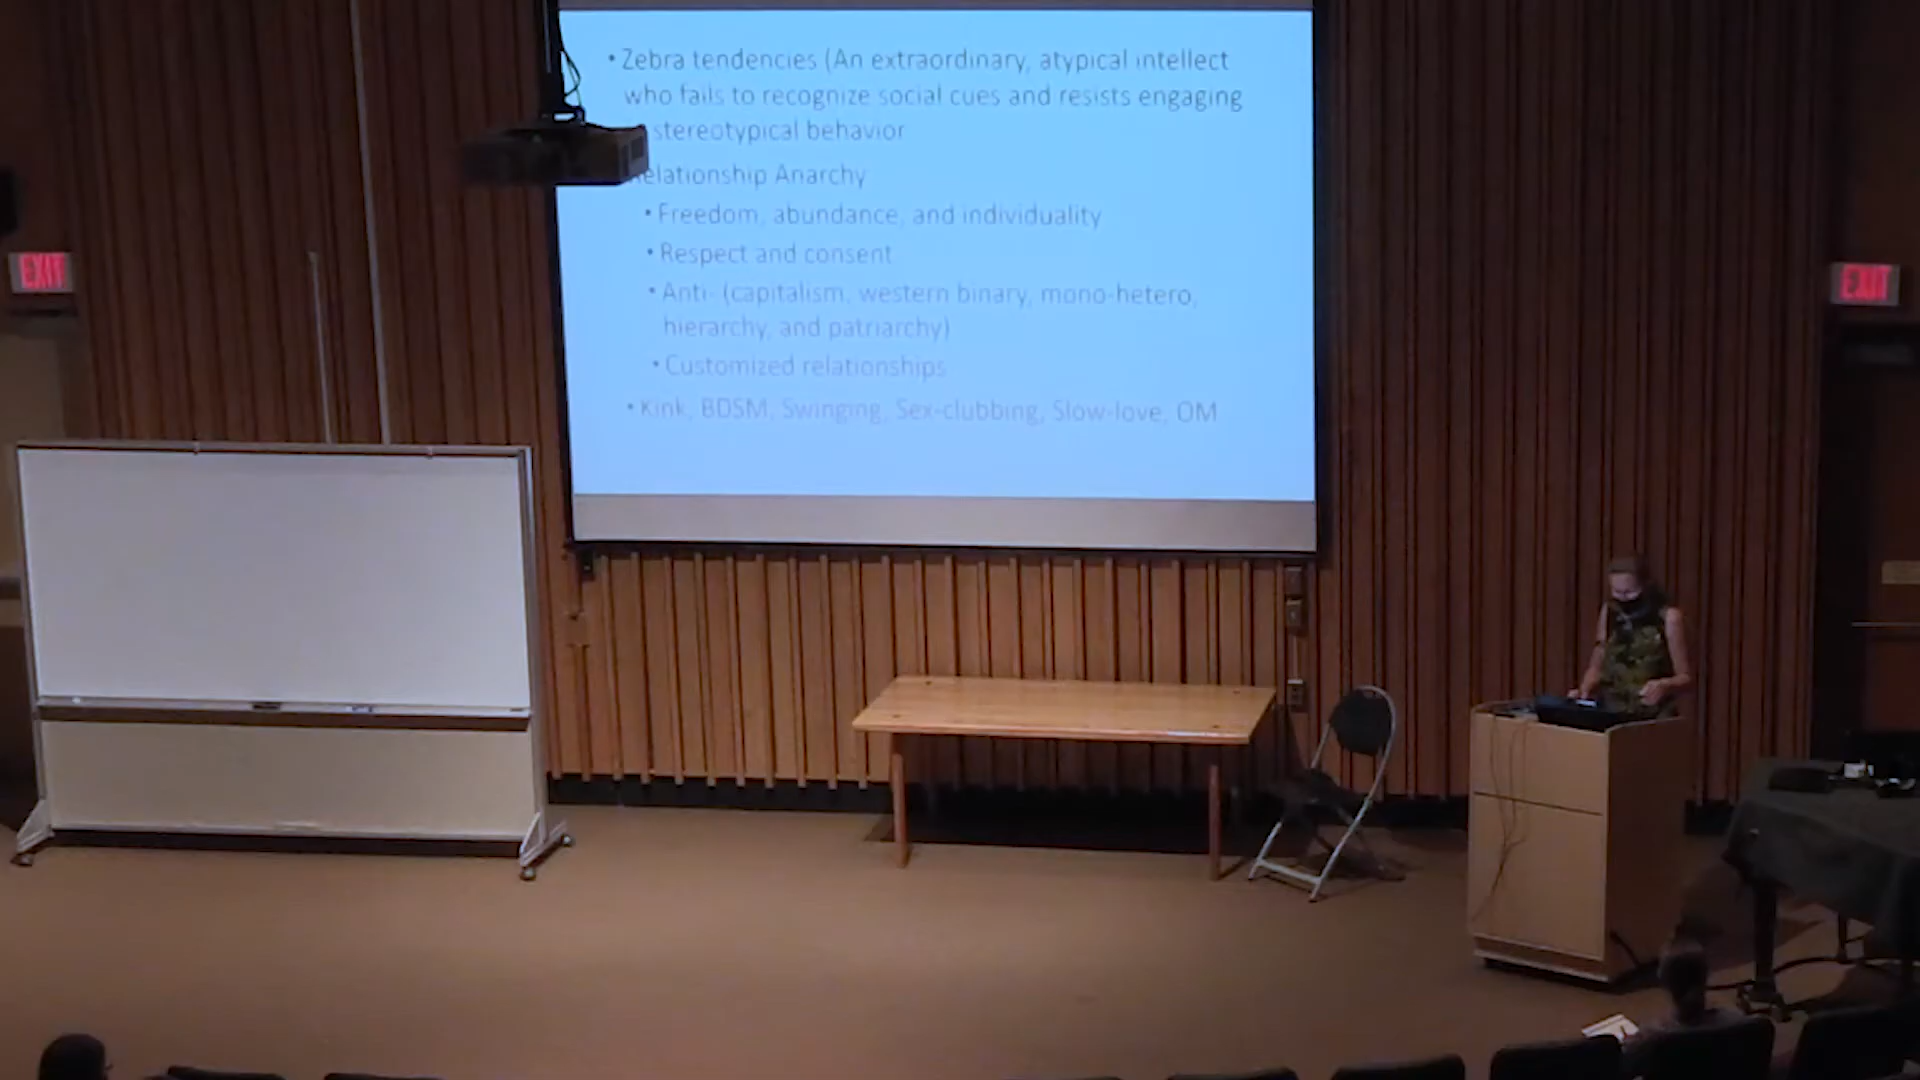 • Zebra tendencies (An extraordinary, atypical intellect
who fails to recognize social cues and resists engaging
stereotypical behavior
elationship Anarchy
• Freedom, abundance, and individuality
• Respect and consent
• Anti- (capitalism, western binary, mono-hetero,
hierarchy, and patriarchy)
• Customized relationships
• Kink, BDSM, Swinging, Sex-clubbing, Slow-love, OM
EXIT
EXIT